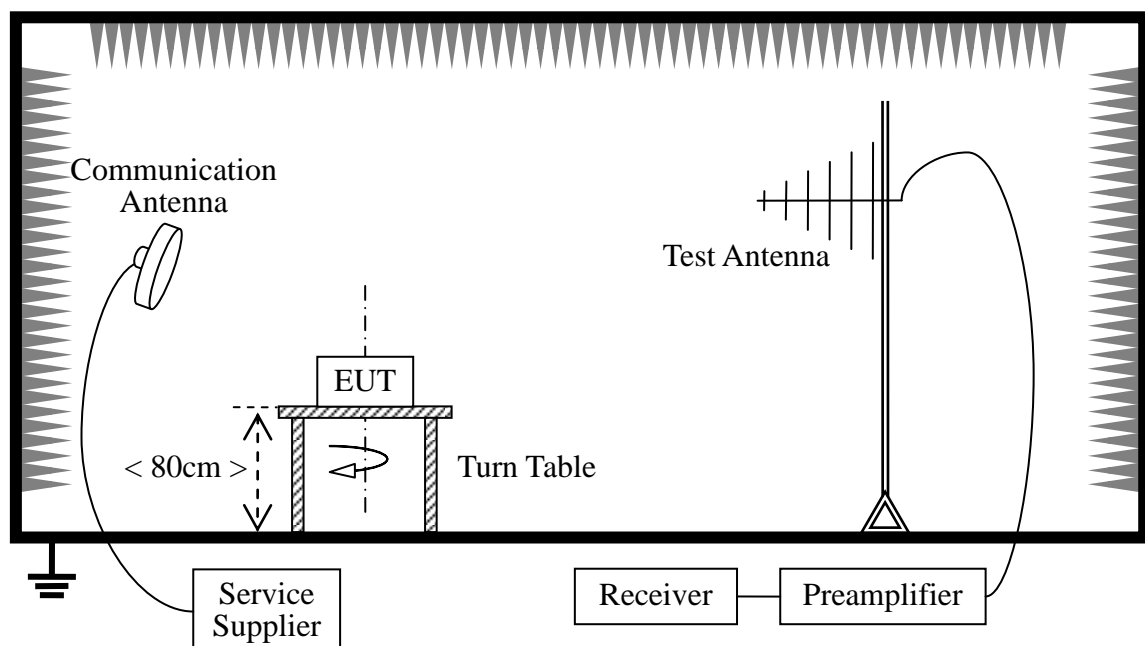 Communication
Antenna
Test Antenna
EUT
< 80cm >
Turn Table
Service
Supplier
Receiver
Preamplifier